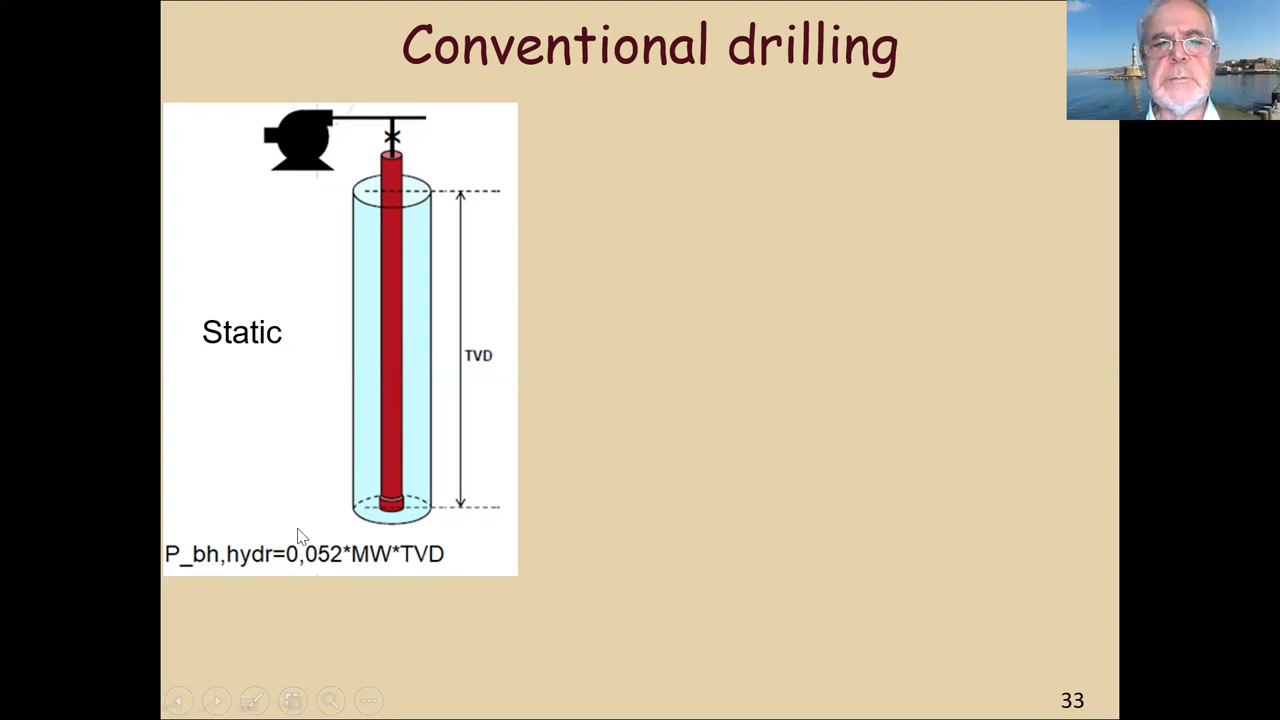 Conventional drilling
Static
TVD
P_bh,hydr=0,052*MW*TVD
33